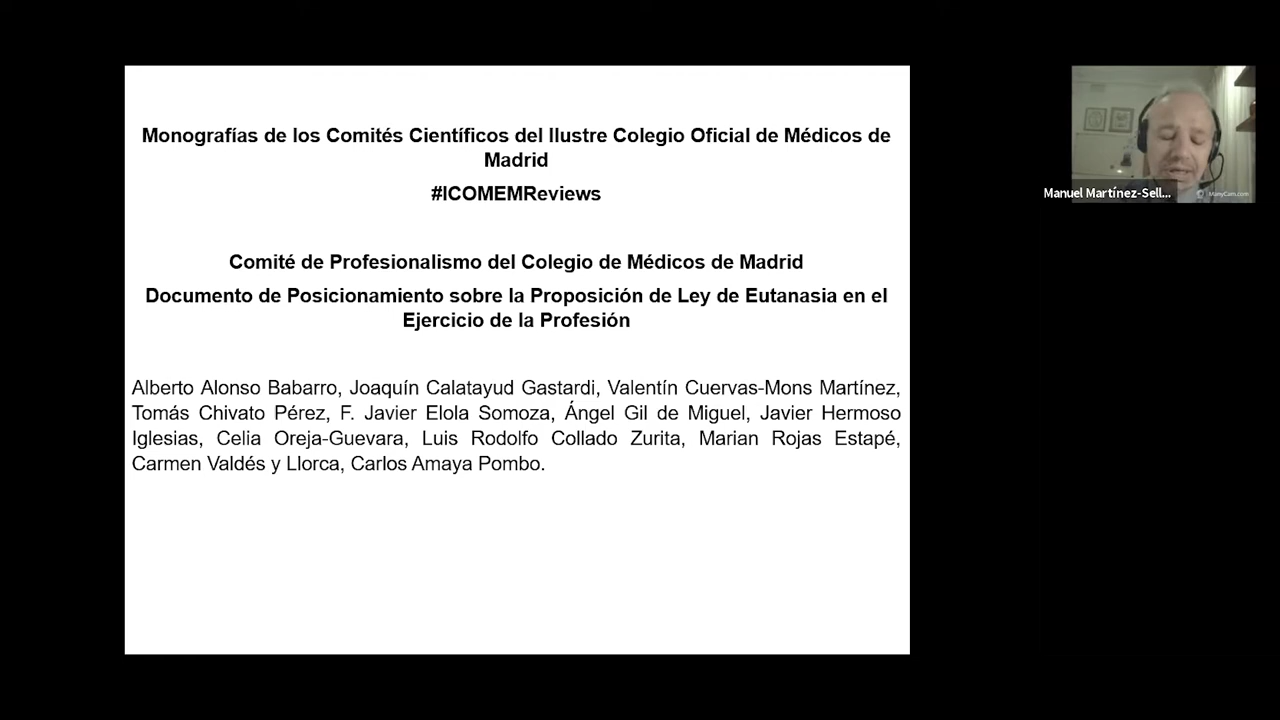 Monografías de los Comités Científicos del Ilustre Colegio Oficial de Médicos de
Madrid
#ICOMEMReviews
Comité de Profesionalismo del Colegio de Médicos de Madrid
Documento de Posicionamiento sobre la Proposición de Ley de Eutanasia en el
Ejercicio de la Profesión
Alberto Alonso Babarro, Joaquín Calatayud Gastardi, Valentín Cuervas-Mons Martínez,
Tomás Chivato Pérez, F. Javier Elola Somoza, Ángel Gil de Miguel, Javier Hermoso
Iglesias, Celia Oreja-Guevara, Luis Rodolfo Collado Zurita, Marian Rojas Estapé,
Carmen Valdés y Llorca, Carlos Amaya Pombo.
Manuel Martínez-Sell...
ManyCam.com